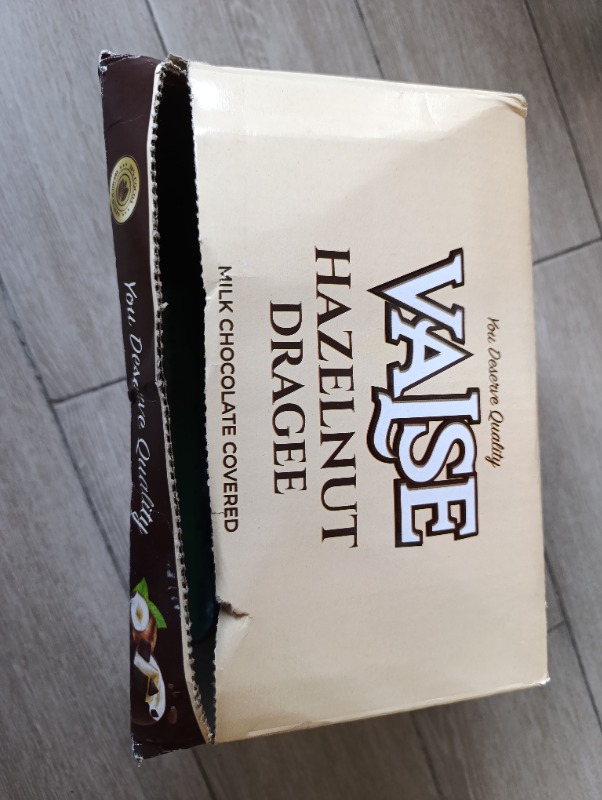 You Deserve Quality
VALSE
HAZELNUT
DRAGEE
MILK CHOCOLATE COVERED
You Deserve Quality